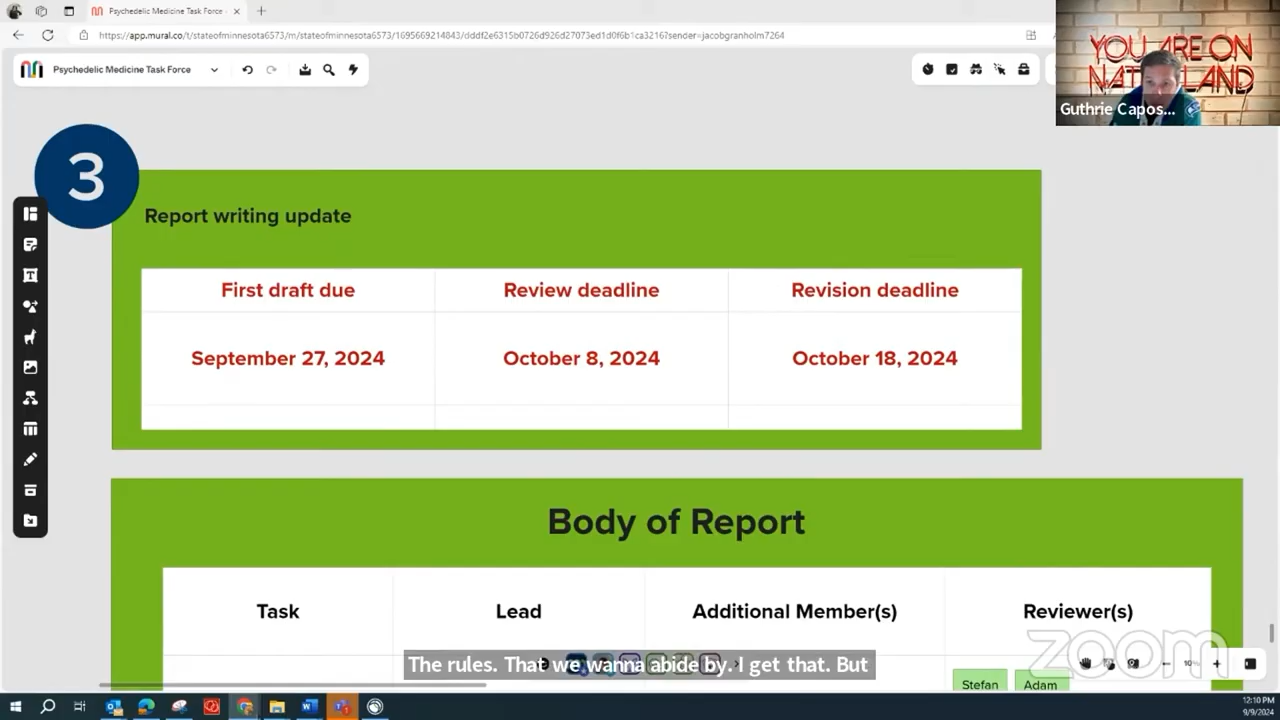 Psychedelic Medicine Task Force -
https://app.mural.co/t/stateofminnesota6573/m/stateofminnesota6573/1695669214843/dddf2e6315b0726d926d27073ed1d0f6b1ca3216?sender=jacobgranholm7264
Psychedelic Medicine Task Force
YOU ARE ON
Guthrie Capos...
3
Report writing update
First draft due
Review deadline
Revision deadline
September 27, 2024
October 8, 2024
October 18, 2024
Body of Report
Task
Lead
Additional Member(s)
Reviewer(s)
zoom
The rules. That we wanna abide by. I get that. But
Stefan
Adam
12:10 PM
9/9/2024